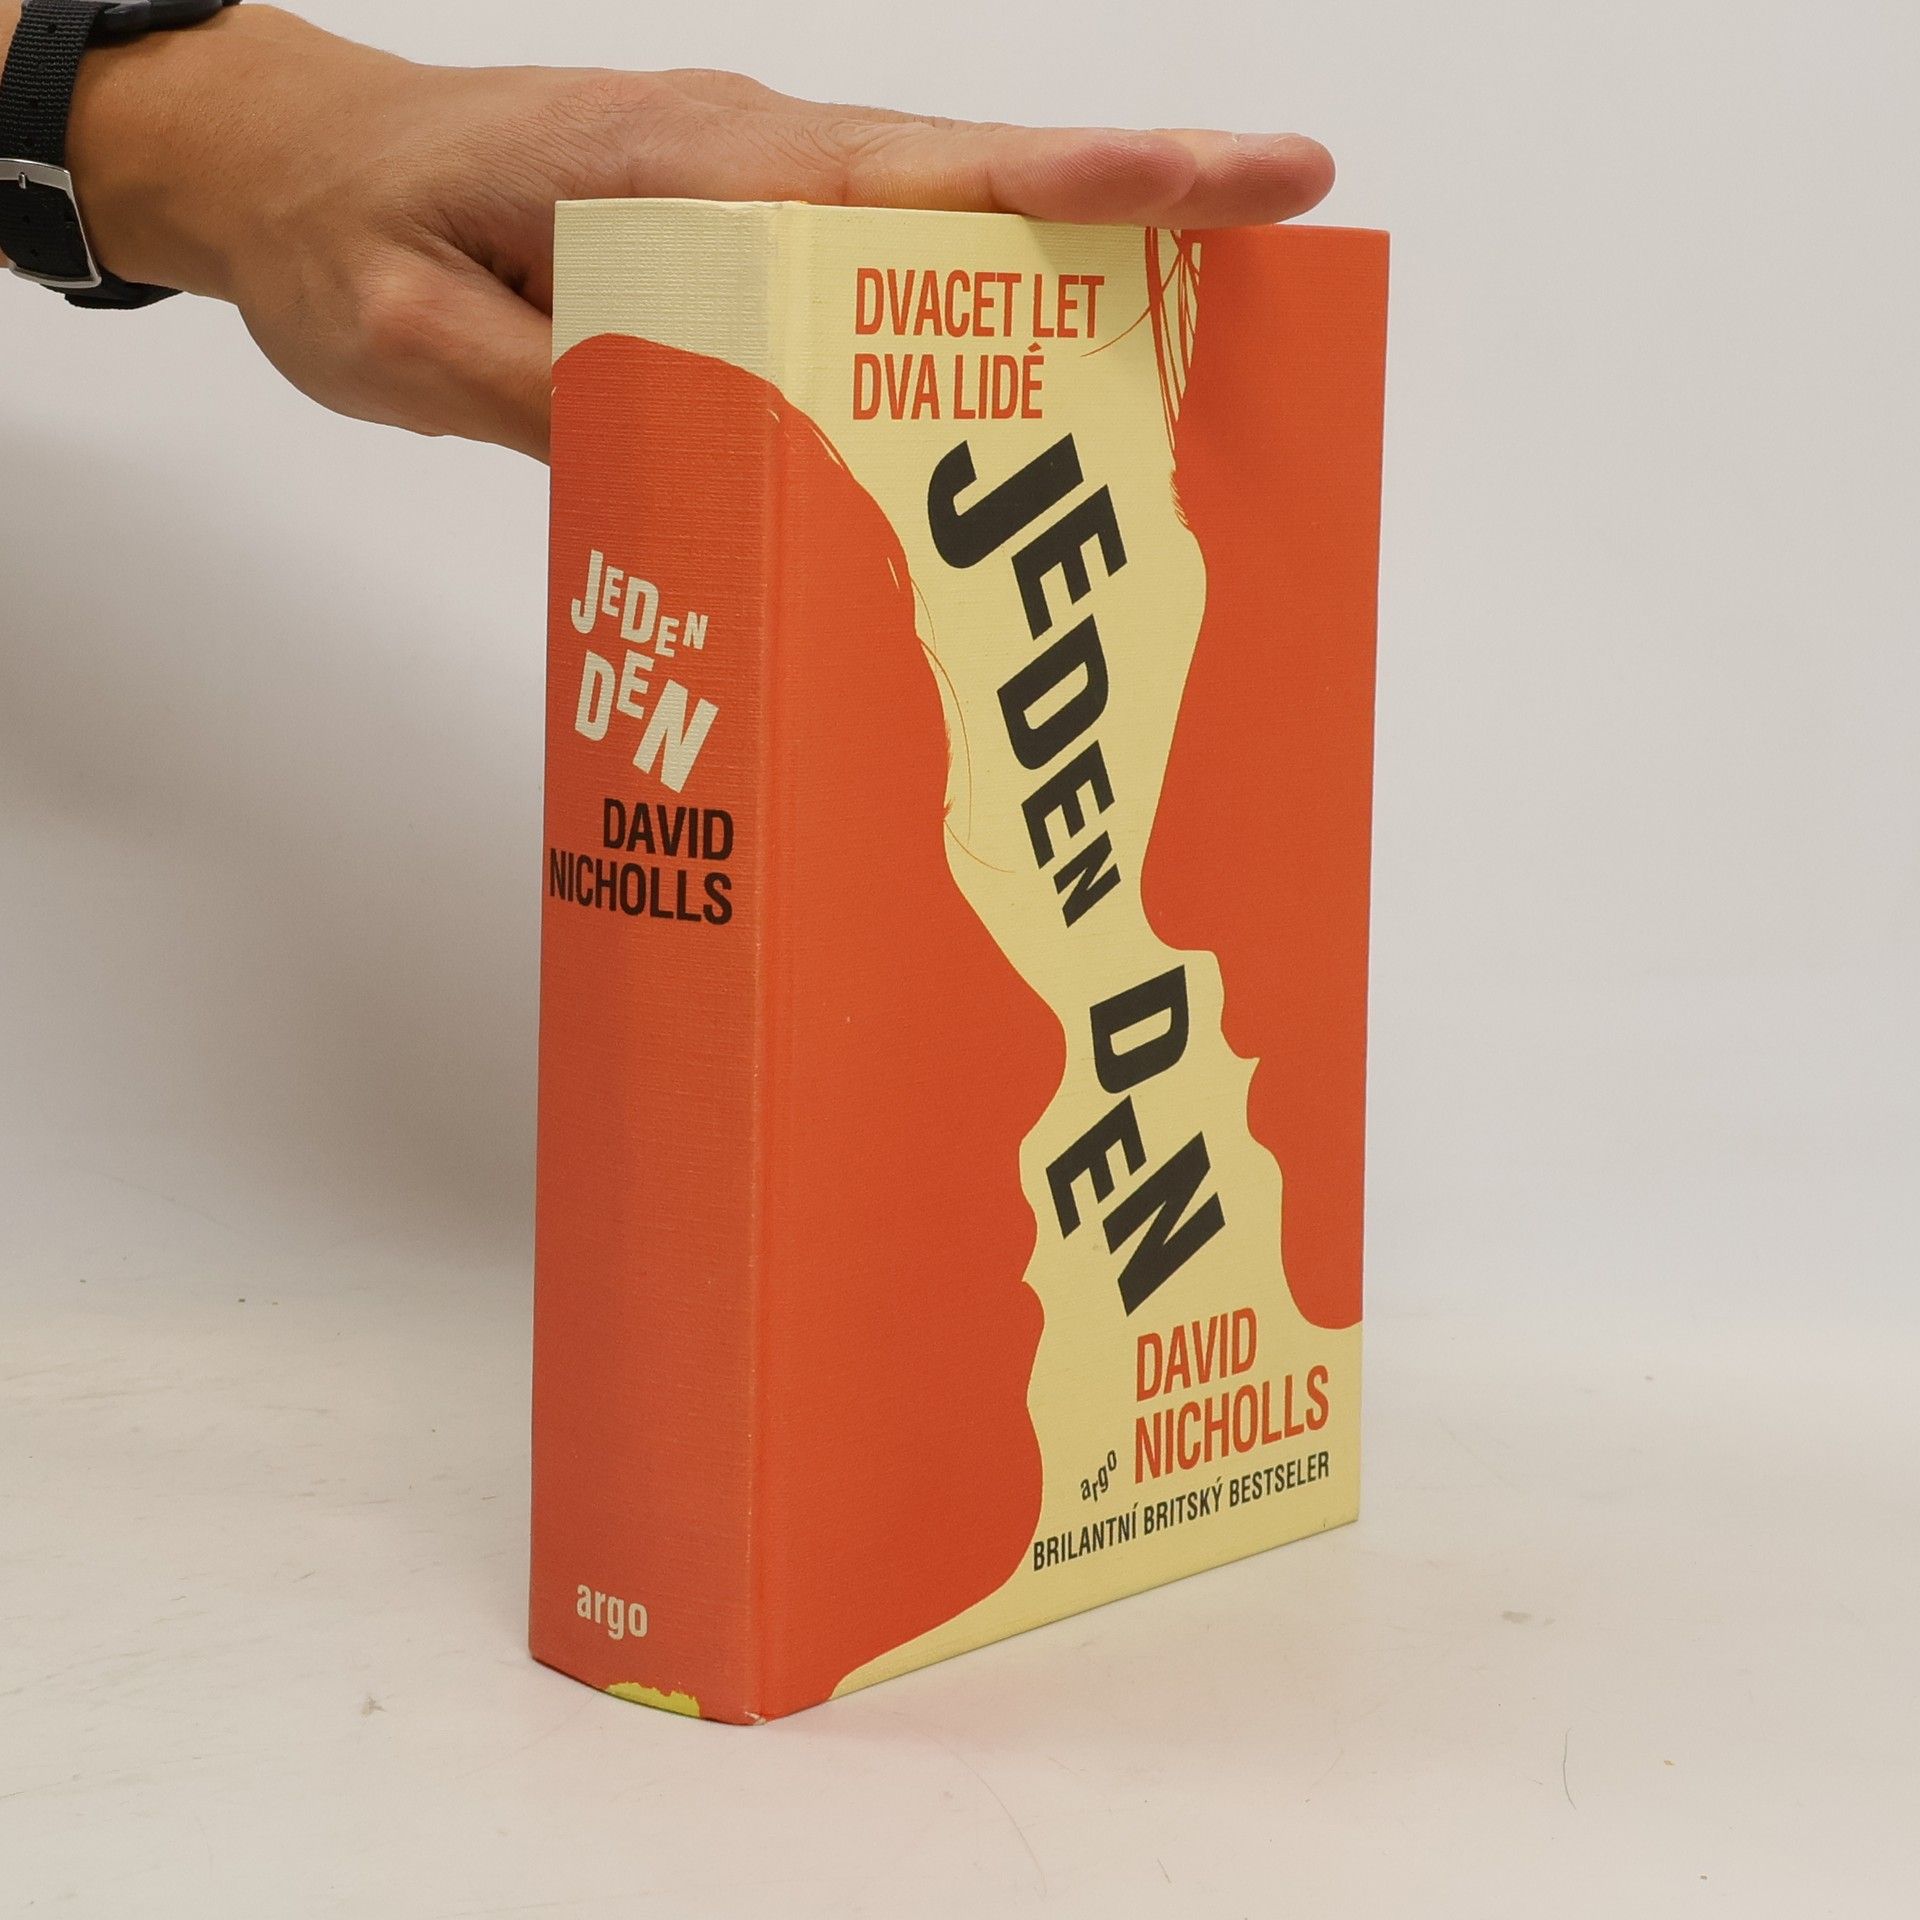 JEDEN
DEN
DAVID
NICHOLLS
argo
DVACET LET
DVA LIDÉ
JEDEN DEN
DAVID
NICHOLLS
argo
BRILANTNÍ BRITSKÝ BESTSELER